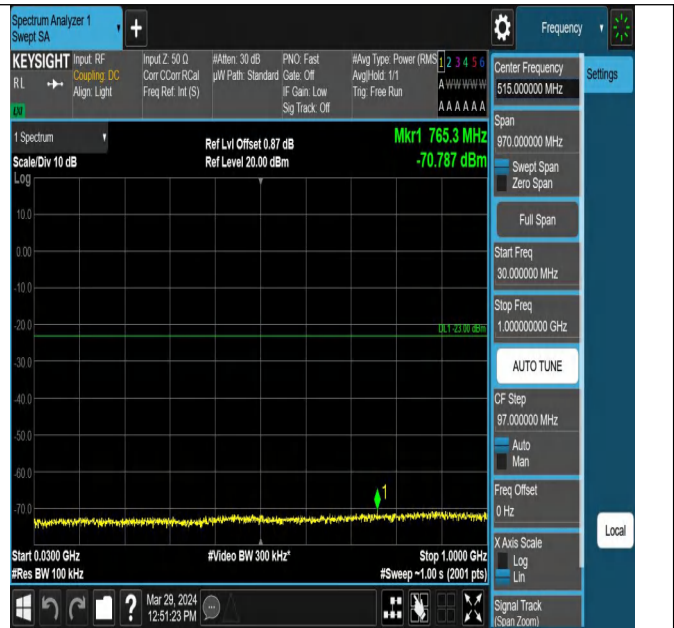 Spectrum Analyzer 1
Swept SA
+
Frequency
KEYSIGHT
RL
LXI
Input: RF
Coupling: DC
Align: Light
Input Z: 50 Ω
Corr CCorr RCal
Freq Ref: Int (S)
#Atten: 30 dB
µW Path: Standard
PNO: Fast
Gate: Off
IF Gain: Low
Sig Track: Off
#Avg Type: Power (RMS
Avg|Hold: 1/1
Trig: Free Run
1 2 3 4 5 6
A W W W W W
A A A A A A
1 Spectrum
Scale/Div 10 dB
Log
Ref Lvl Offset 0.87 dB
Ref Level 20.00 dBm
Mkr1 765.3 MHz
-70.787 dBm
10.0
0.00
-10.0
-20.0
-30.0
-40.0
-50.0
-60.0
-70.0
DL1 -23.00 dBm
1
Start 0.0300 GHz
#Res BW 100 kHz
#Video BW 300 kHz*
Stop 1.0000 GHz
#Sweep ~1.00 s (2001 pts)
Center Frequency
515.000000 MHz
Settings
Span
970.000000 MHz
Swept Span
Zero Span
Full Span
Start Freq
30.000000 MHz
Stop Freq
1.000000000 GHz
AUTO TUNE
CF Step
97.000000 MHz
Auto
Man
Freq Offset
0 Hz
X Axis Scale
Log
Lin
Signal Track
(Span Zoom)
Local
?
Mar 29, 2024
12:51:23 PM